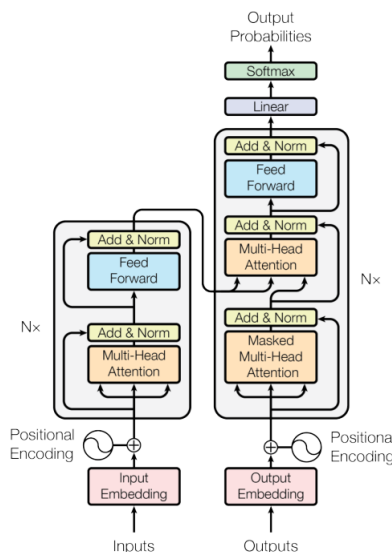 Output
Probabilities
Softmax
Linear
Add & Norm
Feed
Forward
Add & Norm
Multi-Head
Attention
Nx
Add & Norm
Masked
Multi-Head
Attention
Add & Norm
Feed
Forward
Nx
Add & Norm
Multi-Head
Attention
Positional
Encoding
Positional
Encoding
Input
Embedding
Output
Embedding
Inputs
Outputs